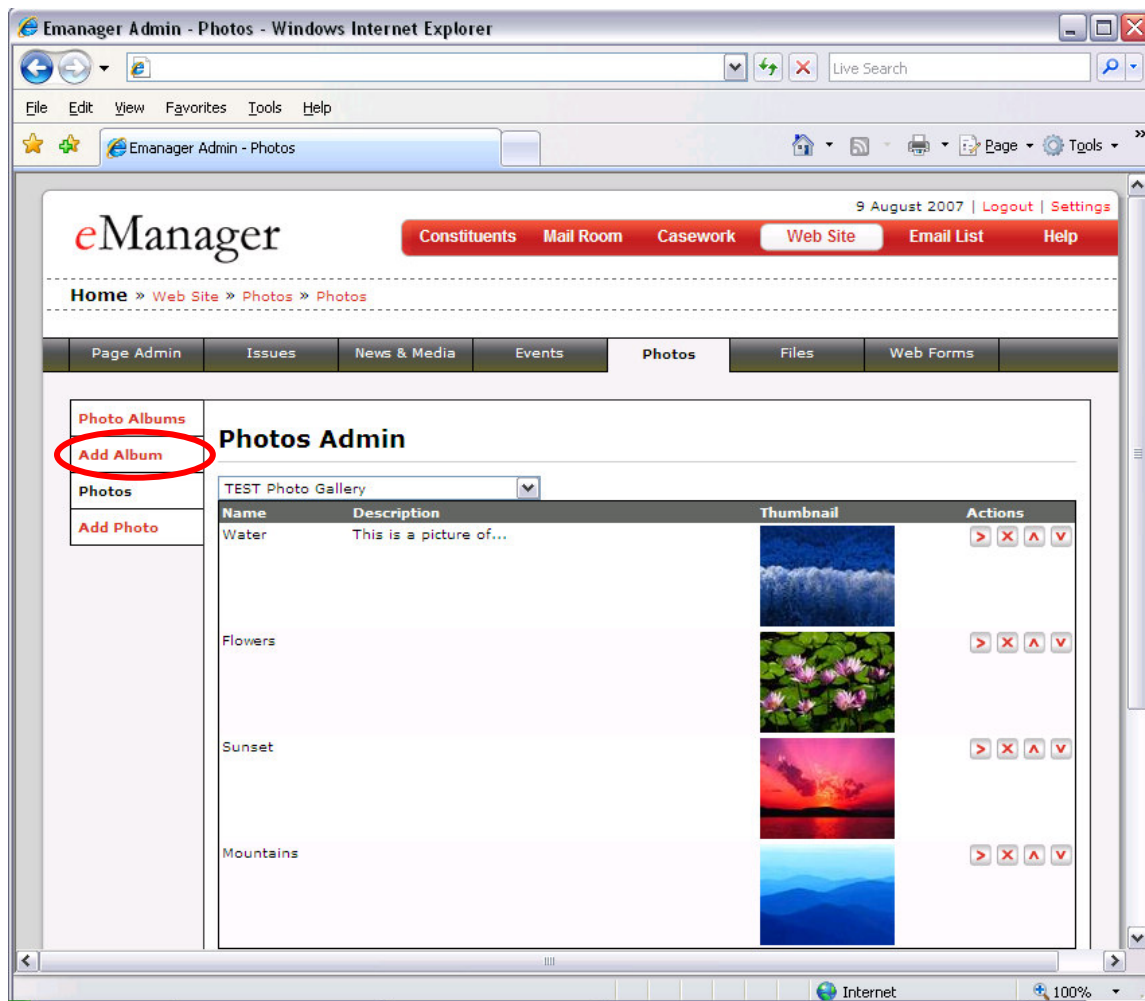 Emanager Admin - Photos - Windows Internet Explorer
Live Search
File Edit View Favorites Tools Help
Emanager Admin - Photos
Page Tools »
9 August 2007 | Logout | Settings
eManager
Constituents Mail Room Casework Web Site Email List Help
Home » Web Site » Photos » Photos
Page Admin Issues News & Media Events Photos Files Web Forms
Photo Albums
Add Album
Photos
Add Photo
Photos Admin
TEST Photo Gallery
Name Description Thumbnail Actions
Water This is a picture of... > X ʌ v
Flowers > X ʌ v
Sunset > X ʌ v
Mountains > X ʌ v
Internet 100%